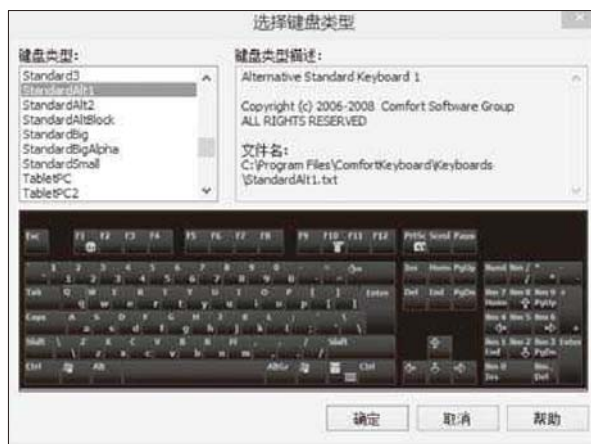 选择键盘类型
键盘类型:
Standard3
StandardAlt1
StandardAlt2
StandardAltBlock
StandardBig
StandardBigAlpha
StandardSmall
TabletPC
TabletPC2
键盘类型描述:
Alternative Standard Keyboard 1
Copyright (c) 2006-2008 Comfort Software Group
ALL RIGHTS RESERVED
文件名:
C:\Program Files\ComfortKeyboard\Keyboards
\StandardAlt1.txt
Esc F1 F2 F3 F4 F5 F6 F7 F8 F9 F10 F11 F12 PrtSc Scroll Paus
Ins Home PgUp
Tab Q W E R T Y U I O P [ ] Enter Del End PgDn
Caps A S D F G H J K L
Shift Z X C V B N M Shift
Ctrl Alt AltGr Ctrl
确定 取消 帮助